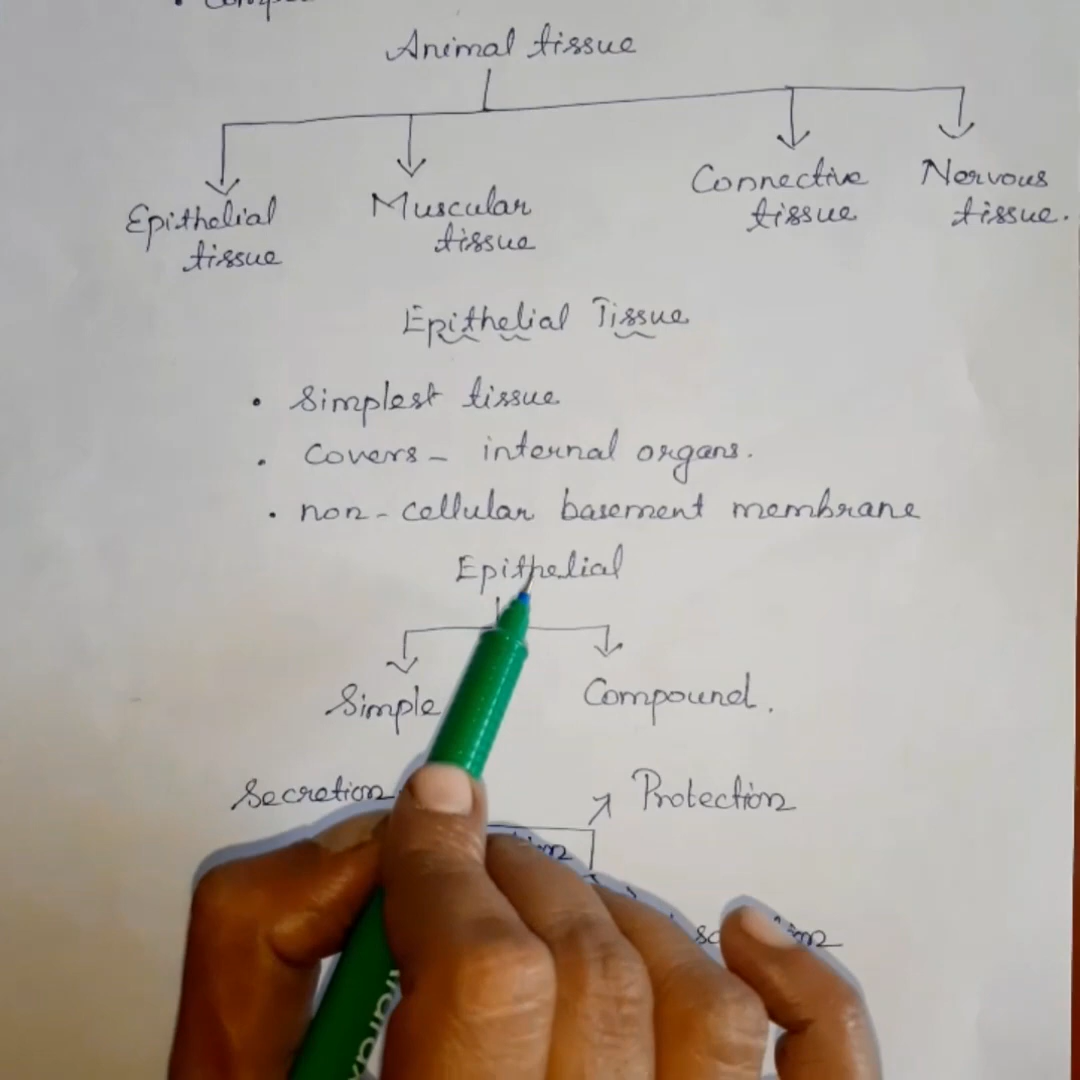 Animal tissue
Epithelial tissue
Muscular tissue
Connective tissue
Nervous tissue.
Epithelial Tissue
• Simplest tissue
• Covers - internal organs.
• non-cellular basement membrane
Epithelial
Simple
Compound.
Secretion
Protection